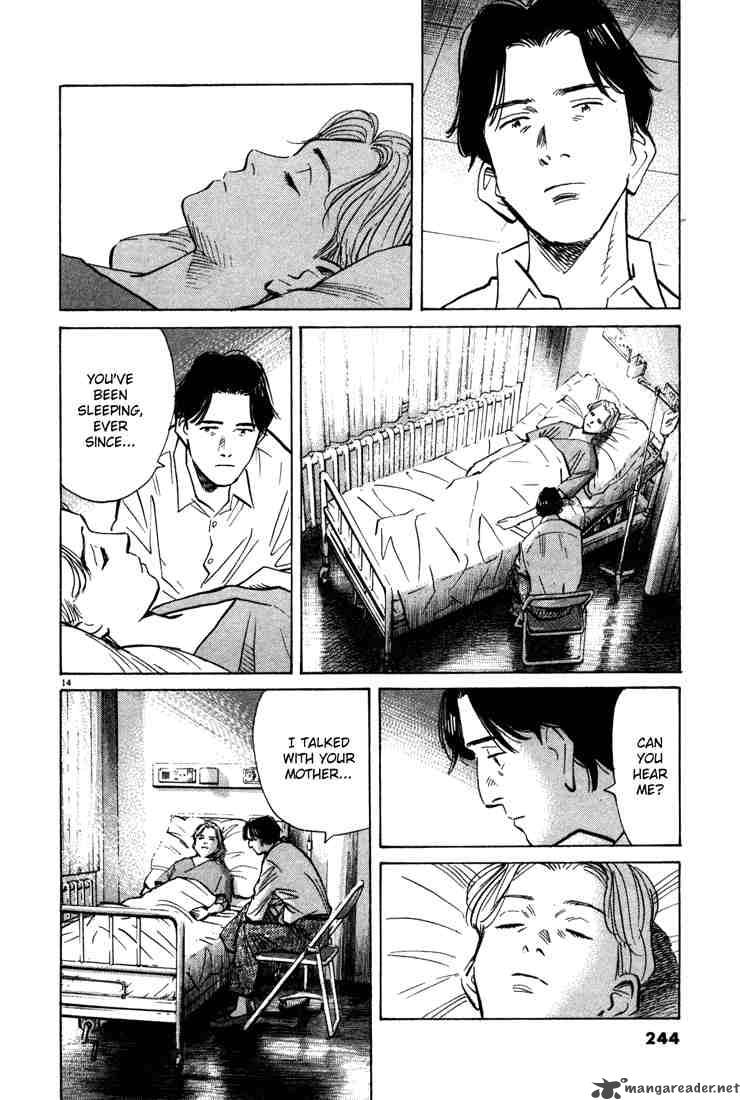 YOU'VE
BEEN
SLEEPING,
EVER
SINCE...
14
CAN
YOU
HEAR
ME?
I TALKED
WITH YOUR
MOTHER...
244
mangareader.net